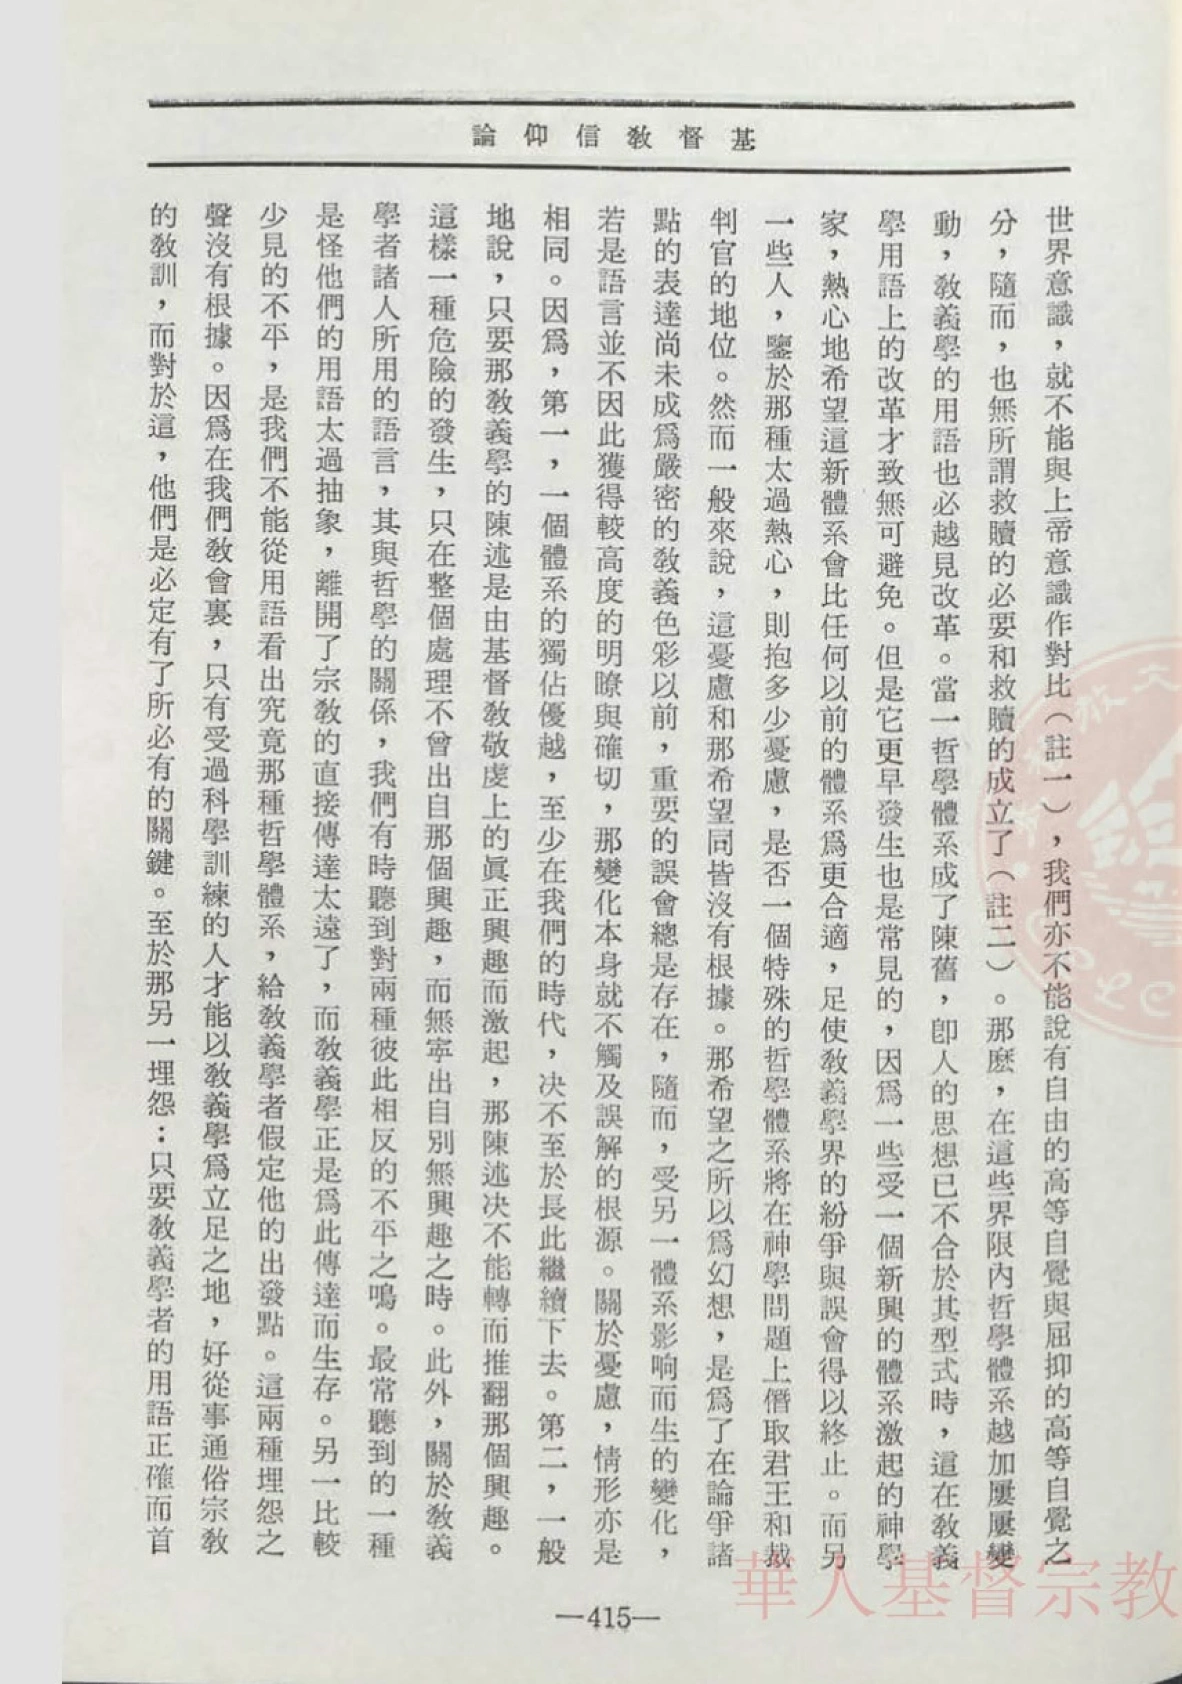 基督教信仰論
世界意識，就不能與上帝意識作對比（註一），我們亦不能說有自由的高等自覺與屈抑的高等自覺之
分，隨而，也無所謂救贖的必要和救贖的成立了（註二）。那麽，在這些界限內哲學體系越加屢屢變
動，教義學的用語也必越見改革。當一哲學體系成了陳舊，卽人的思想已不合於其型式時，這在教義
學用語上的改革才致無可避免。但是它更早發生也是常見的，因爲一些受一個新興的體系激起的神學
家，熱心地希望這新體系會比任何以前的體系爲更合適，足使教義學界的紛爭與誤會得以終止。而另
一些人，鑒於那種太過熱心，則抱多少憂慮，是否一個特殊的哲學體系將在神學問題上僭取君王和裁
判官的地位。然而一般來說，這憂慮和那希望同皆沒有根據。那希望之所以爲幻想，是爲了在論爭諸
點的表達尚未成爲嚴密的教義色彩以前，重要的誤會總是存在，隨而，受另一體系影响而生的變化，
若是語言並不因此獲得較高度的明瞭與確切，那變化本身就不觸及誤解的根源。關於憂慮，情形亦是
相同。因爲，第一，一個體系的獨佔優越，至少在我們的時代，决不至於長此繼續下去。第二，一般
地說，只要那教義學的陳述是由基督教敬虔上的眞正興趣而激起，那陳述决不能轉而推翻那個興趣。
這樣一種危險的發生，只在整個處理不曾出自那個興趣，而無寧出自別無興趣之時。此外，關於教義
學者諸人所用的語言，其與哲學的關係，我們有時聽到對兩種彼此相反的不平之鳴。最常聽到的一種
是怪他們的用語太過抽象，離開了宗教的直接傳達太遠了，而教義學正是爲此傳達而生存。另一比較
少見的不平，是我們不能從用語看出究竟那種哲學體系，給教義學者假定他的出發點。這兩種埋怨之
聲沒有根據。因爲在我們教會裏，只有受過科學訓練的人才能以教義學爲立足之地，好從事通俗宗教
的教訓，而對於這，他們是必定有了所必有的關鍵。至於那另一埋怨：只要教義學者的用語正確而首
—415—
華人基督宗教
CLC